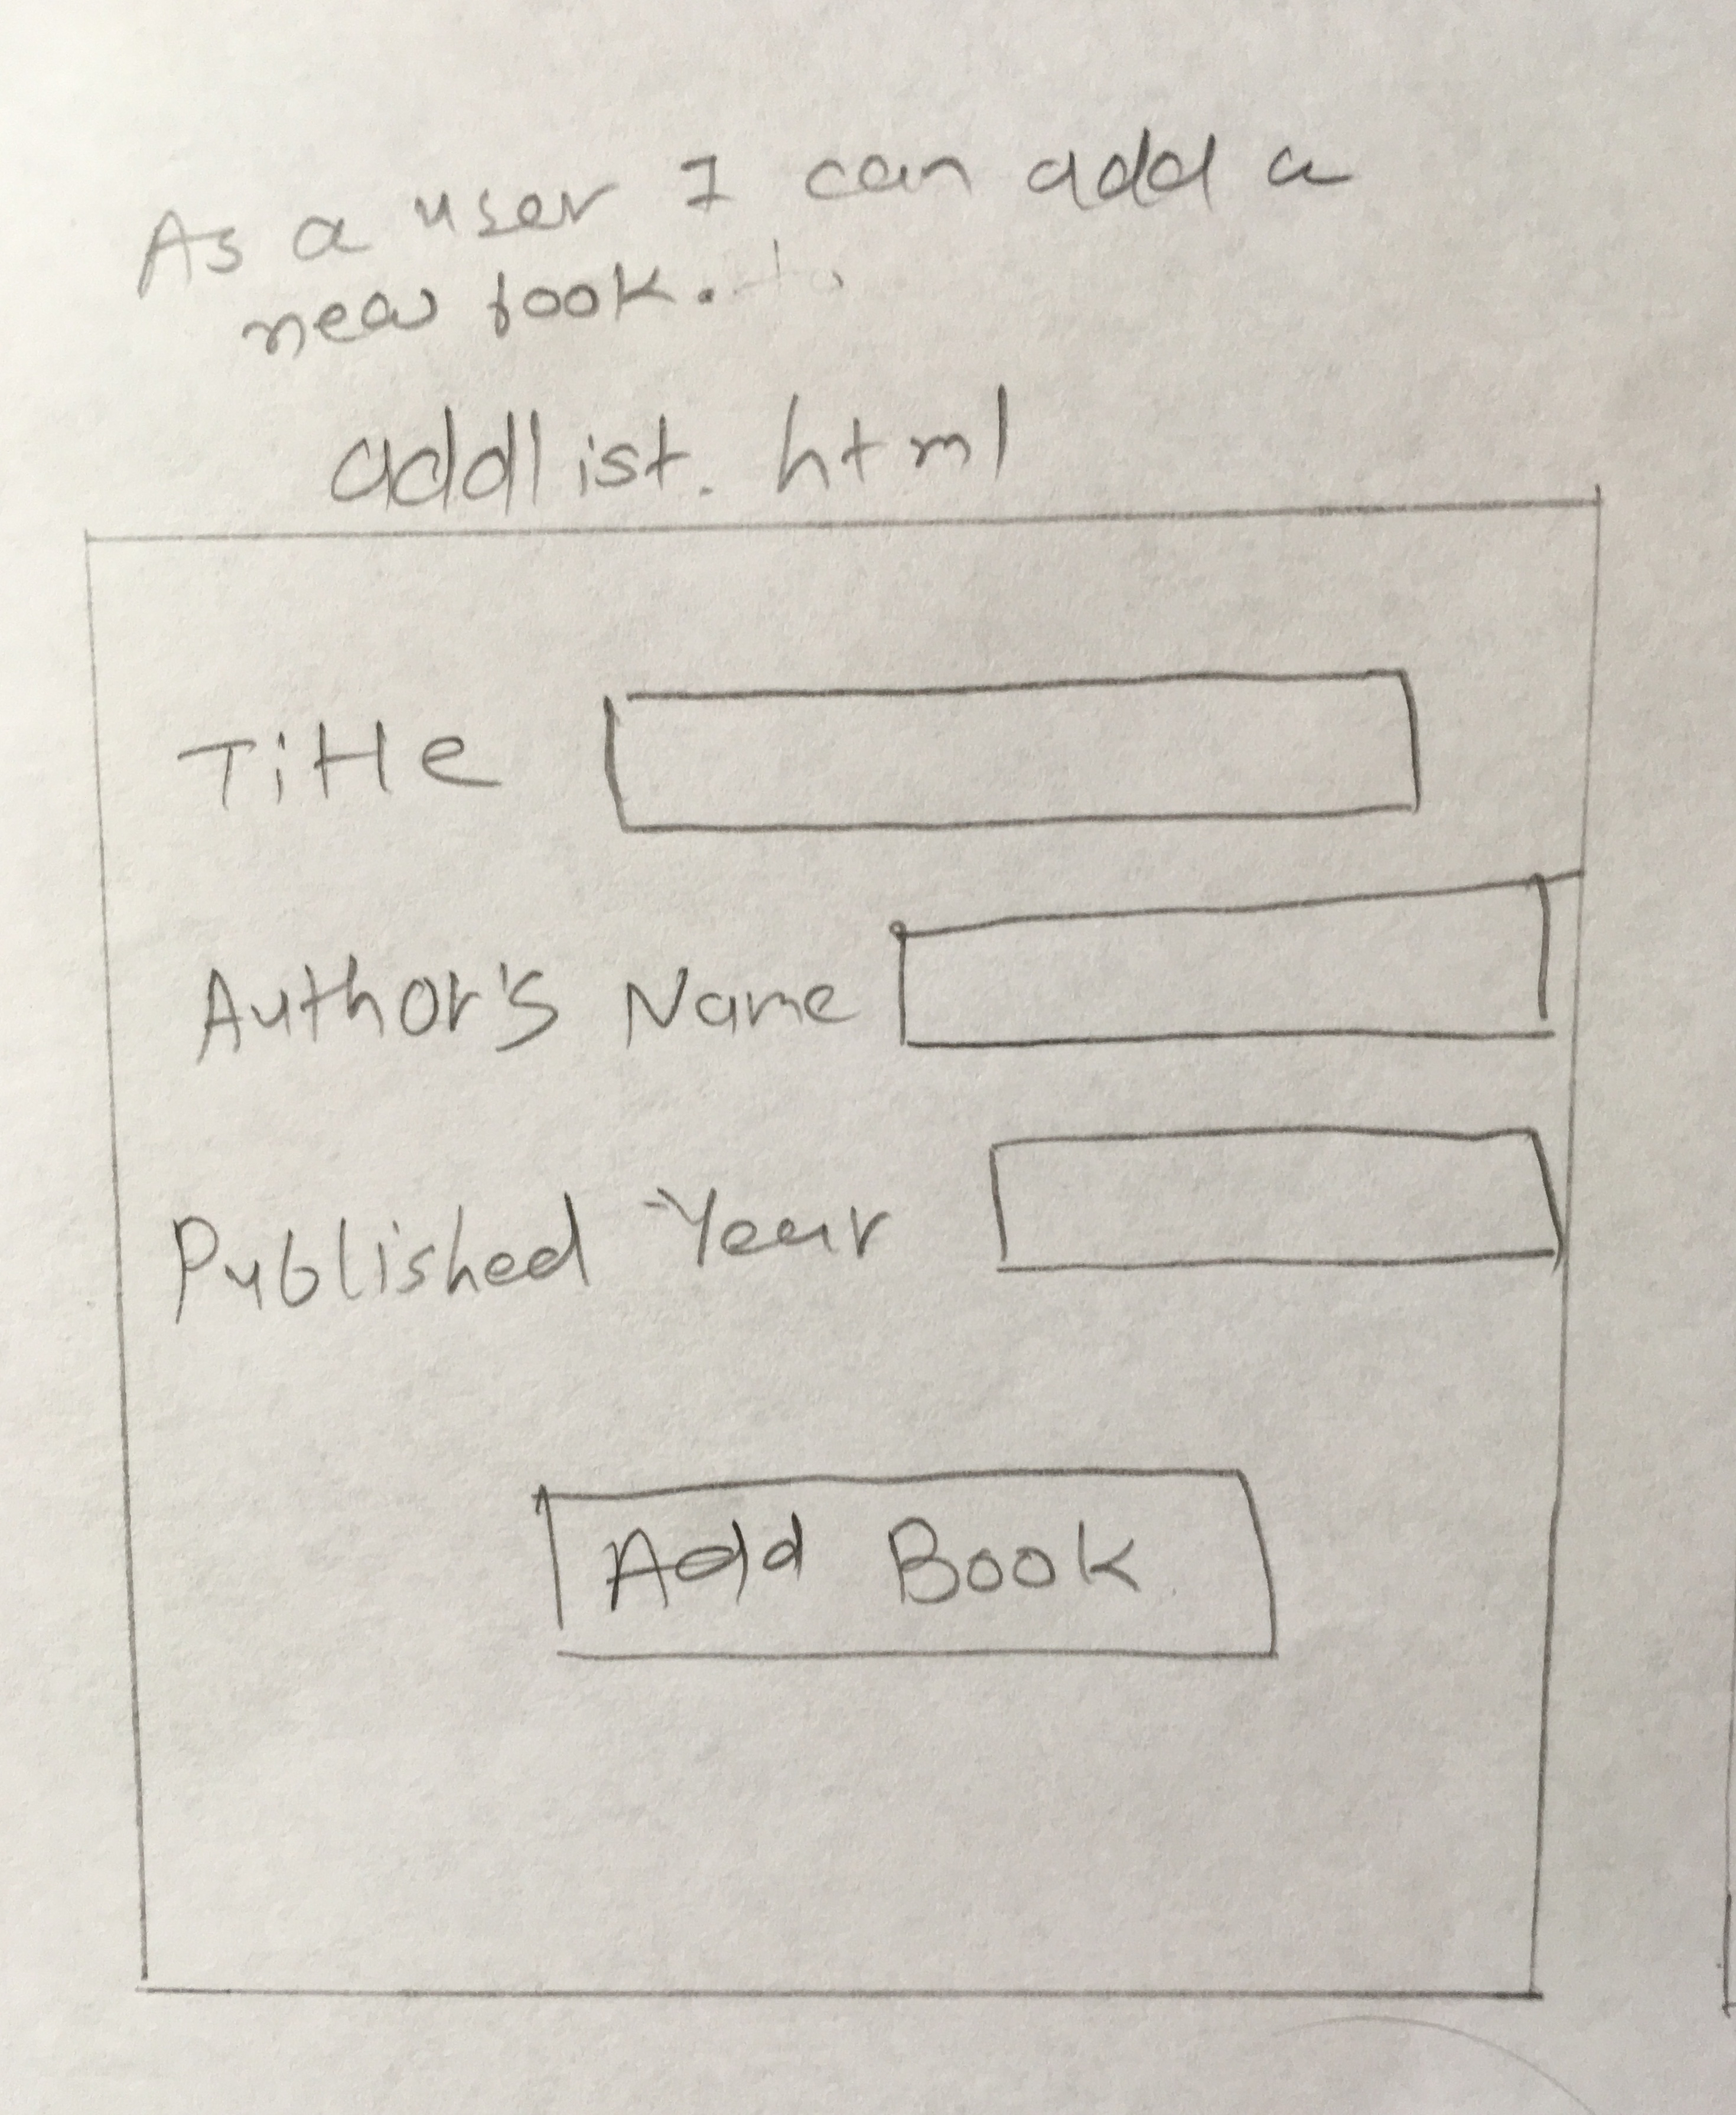 As a user I can add a
new book.
addlist.html
Title
Author's Name
Published Year
Add Book